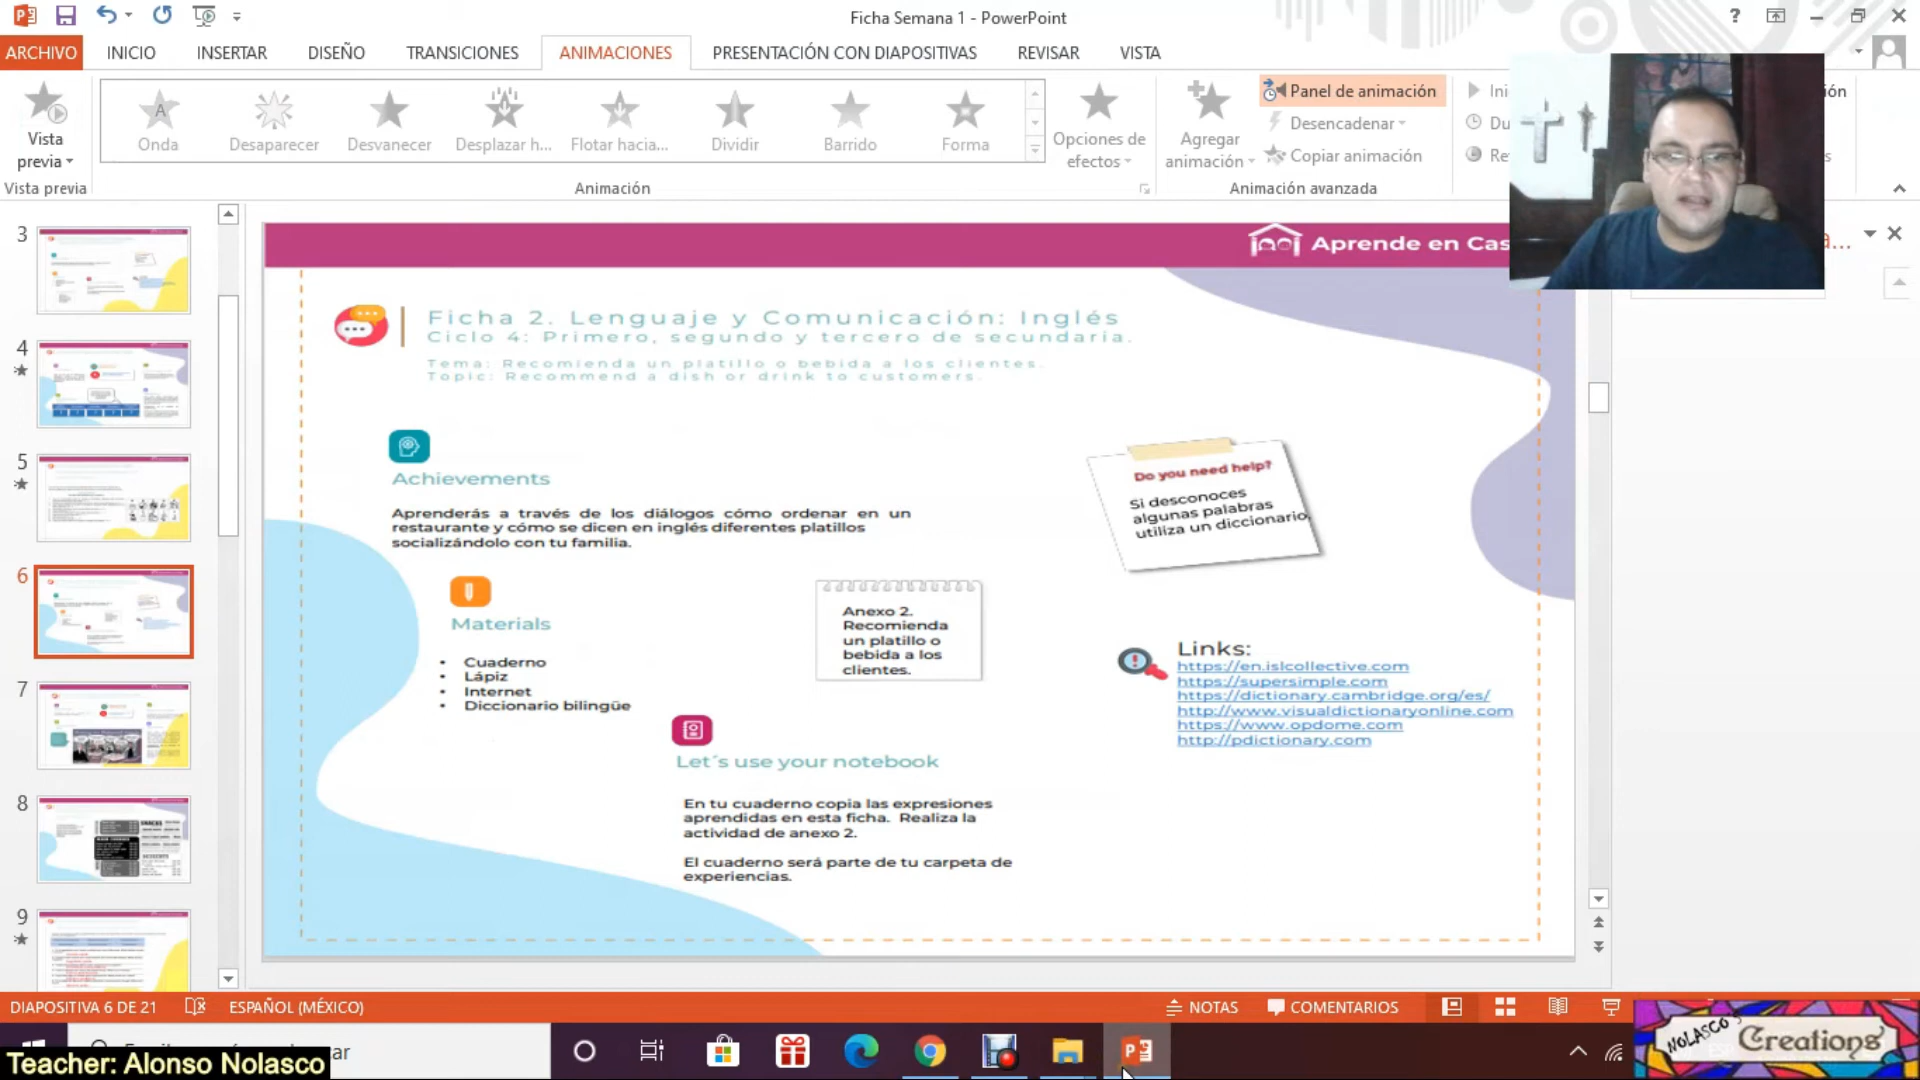 Ficha Semana 1 - PowerPoint
ARCHIVO
INICIO
INSERTAR
DISEÑO
TRANSICIONES
ANIMACIONES
PRESENTACIÓN CON DIAPOSITIVAS
REVISAR
VISTA
Vista previa
Onda
Desaparecer
Desvanecer
Desplazar h...
Flotar hacia...
Dividir
Barrido
Forma
Opciones de efectos
Agregar animación
Panel de animación
Desencadenar
Copiar animación
Vista previa
Animación
Animación avanzada
3
4
5
6
7
8
9
Aprende en Cas
Ficha 2. Lenguaje y Comunicación: Inglés
Ciclo 4: Primero, segundo y tercero de secundaria.
Tema: Recomienda un platillo o bebida a los clientes.
Topic: Recommend a dish or drink to customers.
Achievements
Aprenderás a través de los diálogos cómo ordenar en un
restaurante y cómo se dicen en inglés diferentes platillos
socializándolo con tu familia.
Do you need help?
Si desconoces
algunas palabras
utiliza un diccionario.
Materials
• Cuaderno
• Lápiz
• Internet
• Diccionario bilingüe
Anexo 2.
Recomienda
un platillo o
bebida a los
clientes.
Links:
https://en.islcollective.com
https://supersimple.com
https://dictionary.cambridge.org/es/
http://www.visualdictionaryonline.com
https://www.opdome.com
http://pdictionary.com
Let´s use your notebook
En tu cuaderno copia las expresiones
aprendidas en esta ficha. Realiza la
actividad de anexo 2.
El cuaderno será parte de tu carpeta de
experiencias.
DIAPOSITIVA 6 DE 21
ESPAÑOL (MÉXICO)
NOTAS
COMENTARIOS
Teacher: Alonso Nolasco
NOLASCO'S
Creations